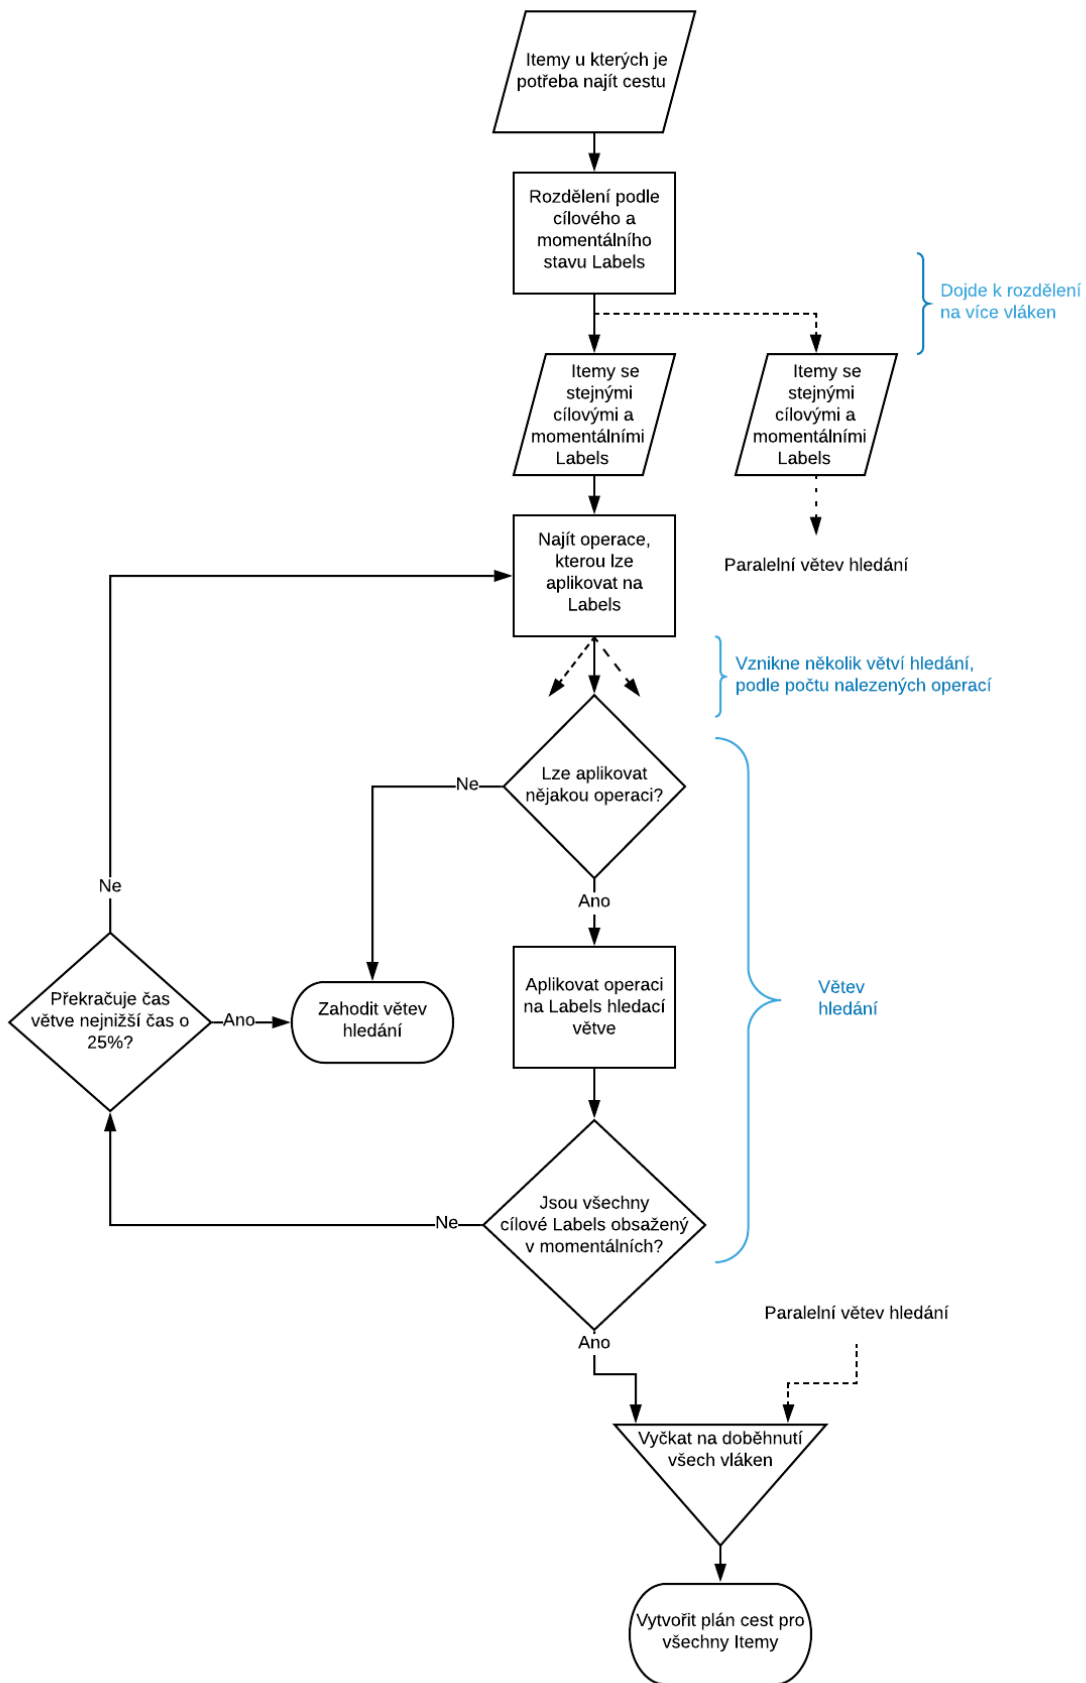 Itemy u kterých je
potřeba najít cestu
Rozdělení podle
cílového a
momentálního
stavu Labels
Dojde k rozdělení
na více vláken
Itemy se
stejnými
cílovými a
momentálními
Labels
Itemy se
stejnými
cílovými a
momentálními
Labels
Najít operace,
kterou lze
aplikovat na
Labels
Paralelní větev hledání
Vznikne několik větví hledání,
podle počtu nalezených operací
Lze aplikovat
nějakou operaci?
Ne
Ano
Ne
Aplikovat operaci
na Labels hledací
větve
Větev
hledání
Překračuje čas
větve nejnižší čas o
25%?
Ano
Zahodit větev
hledání
Jsou všechny
cílové Labels obsažený
v momentálních?
Ne
Ano
Paralelní větev hledání
Vyčkat na doběhnutí
všech vláken
Vytvořit plán cest pro
všechny Itemy